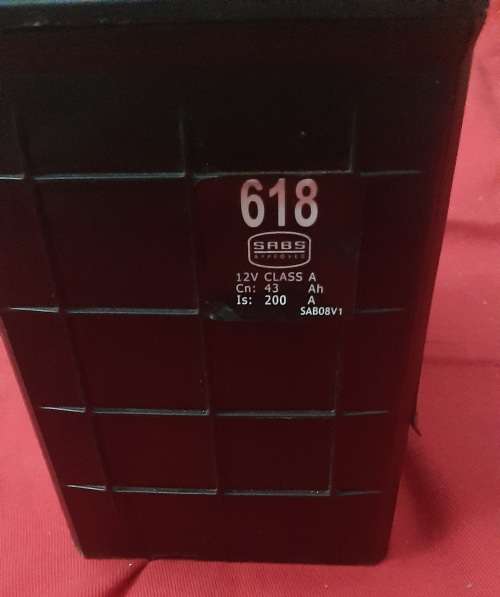 618
SABS
APPROVED
12V CLASS A
Cn: 43 Ah
Is: 200 A
SAB08V1